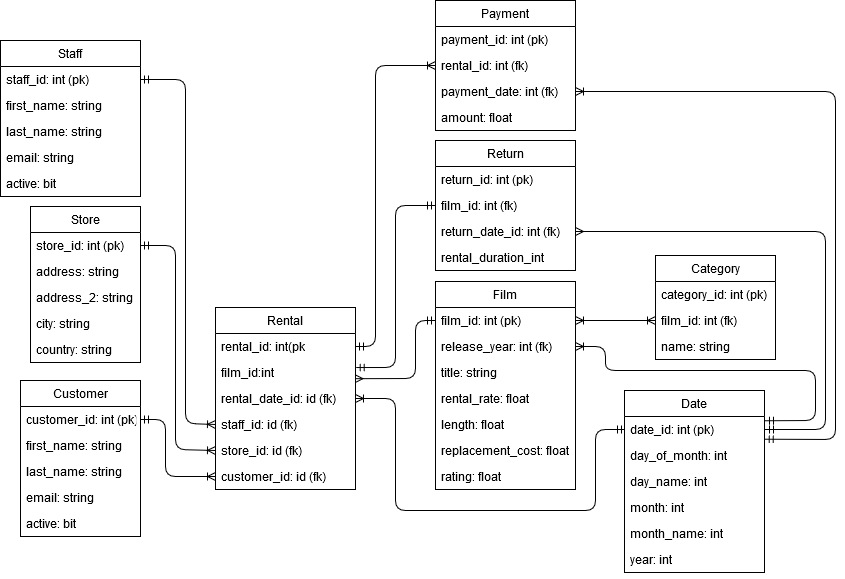 Staff
staff_id: int (pk)
first_name: string
last_name: string
email: string
active: bit
Store
store_id: int (pk)
address: string
address_2: string
city: string
country: string
Customer
customer_id: int (pk)
first_name: string
last_name: string
email: string
active: bit
Rental
rental_id: int(pk
film_id:int
rental_date_id: id (fk)
staff_id: id (fk)
store_id: id (fk)
customer_id: id (fk)
Payment
payment_id: int (pk)
rental_id: int (fk)
payment_date: int (fk)
amount: float
Return
return_id: int (pk)
film_id: int (fk)
return_date_id: int (fk)
rental_duration_int
Film
film_id: int (pk)
release_year: int (fk)
title: string
rental_rate: float
length: float
replacement_cost: float
rating: float
Category
category_id: int (pk)
film_id: int (fk)
name: string
Date
date_id: int (pk)
day_of_month: int
day_name: int
month: int
month_name: int
year: int